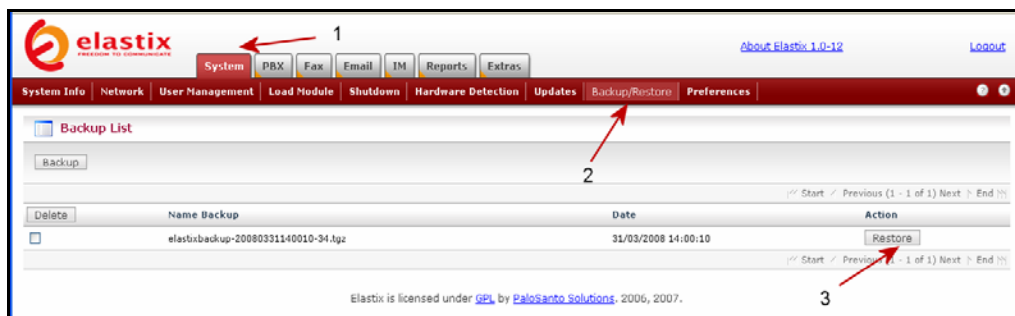 elastix
FREEDOM TO COMMUNICATE
1
About Elastix 1.0-12
Logout
System PBX Fax Email IM Reports Extras
System Info Network User Management Load Module Shutdown Hardware Detection Updates Backup/Restore Preferences
Backup List
Backup
2
Start Previous (1 - 1 of 1) Next End
Delete Name Backup Date Action
elastixbackup-20080331140010-34.tgz 31/03/2008 14:00:10 Restore
Start Previous (1 - 1 of 1) Next End
3
Elastix is licensed under GPL by PaloSanto Solutions. 2006, 2007.